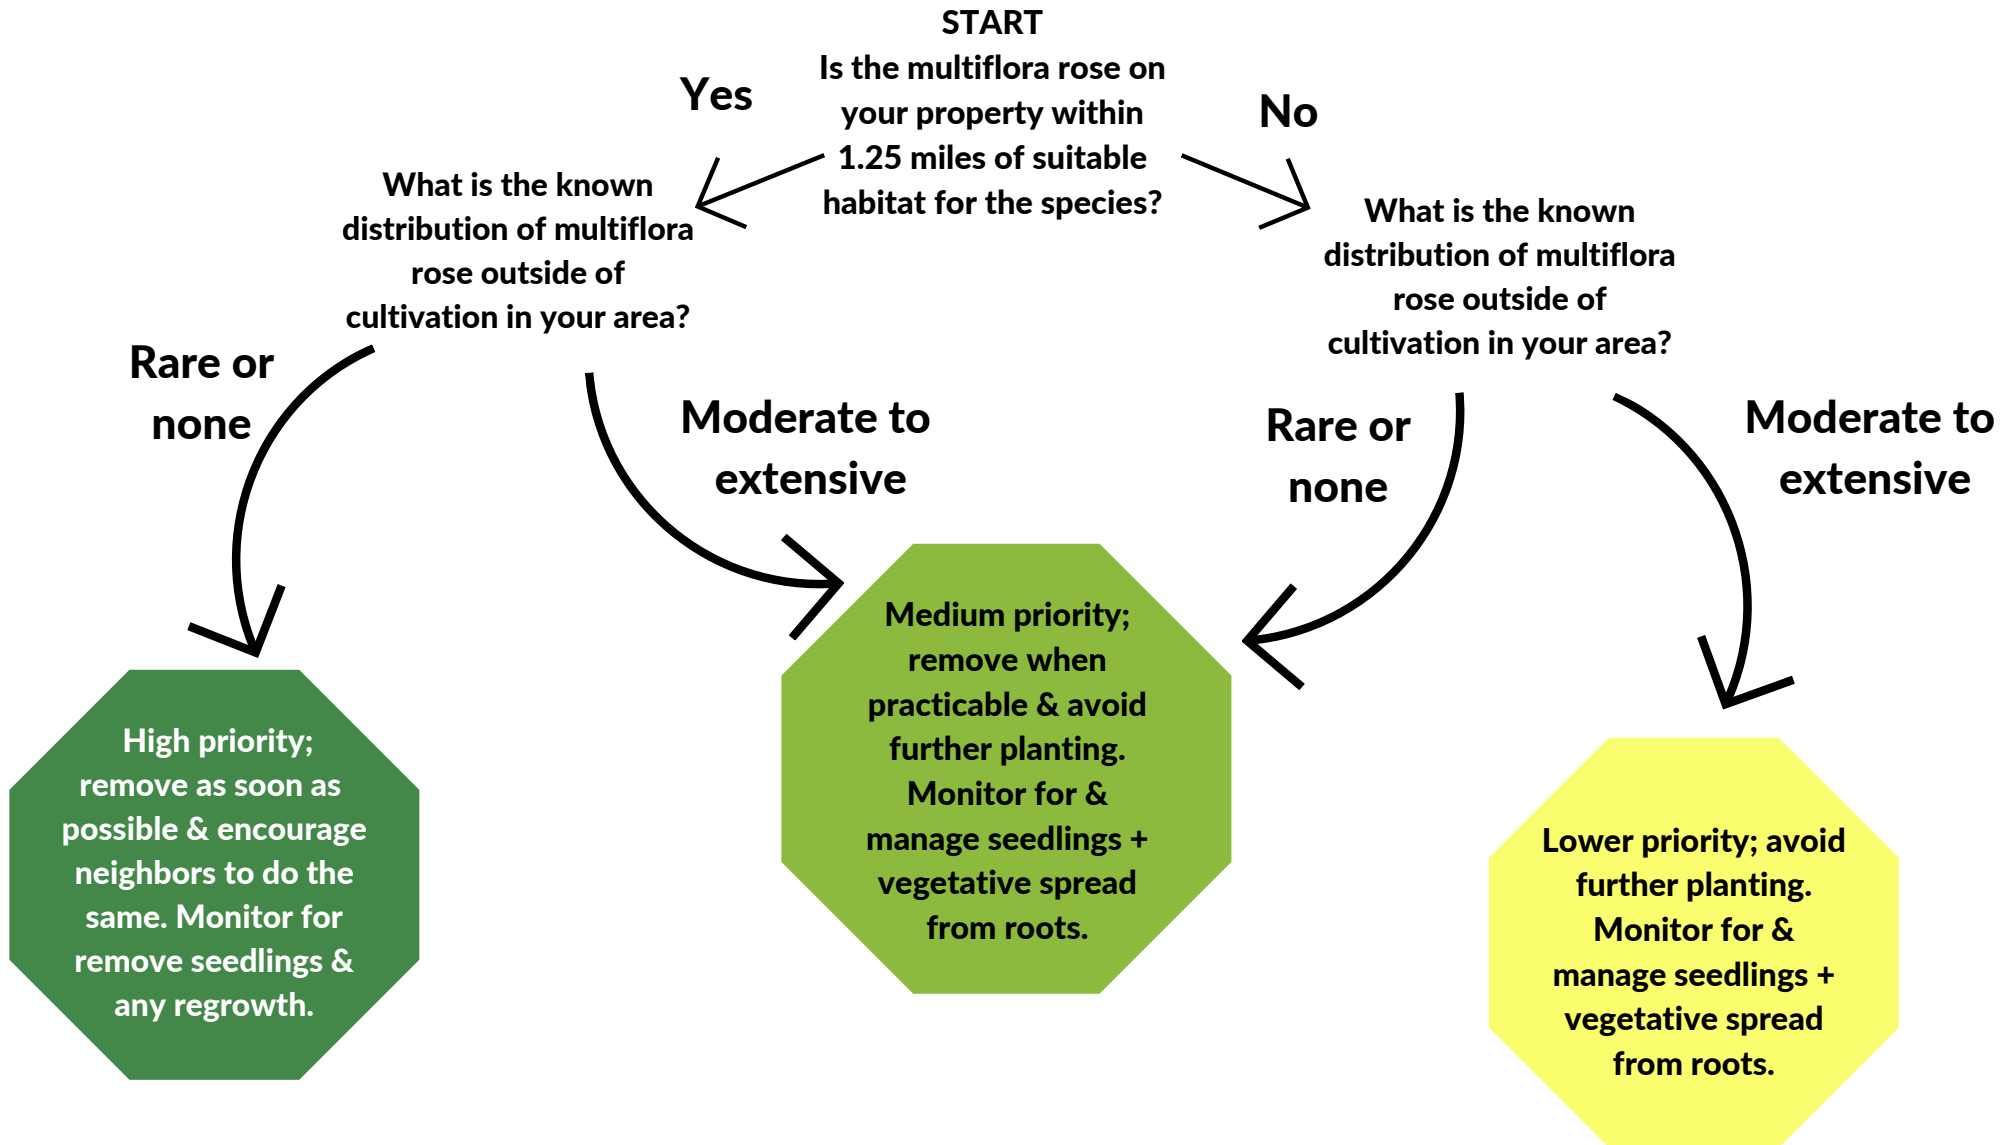 START
Is the multiflora rose on
your property within
1.25 miles of suitable
habitat for the species?
Yes
No
What is the known
distribution of multiflora
rose outside of
cultivation in your area?
What is the known
distribution of multiflora
rose outside of
cultivation in your area?
Rare or
none
Moderate to
extensive
Rare or
none
Moderate to
extensive
High priority;
remove as soon as
possible & encourage
neighbors to do the
same. Monitor for
remove seedlings &
any regrowth.
Medium priority;
remove when
practicable & avoid
further planting.
Monitor for &
manage seedlings +
vegetative spread
from roots.
Lower priority; avoid
further planting.
Monitor for &
manage seedlings +
vegetative spread
from roots.